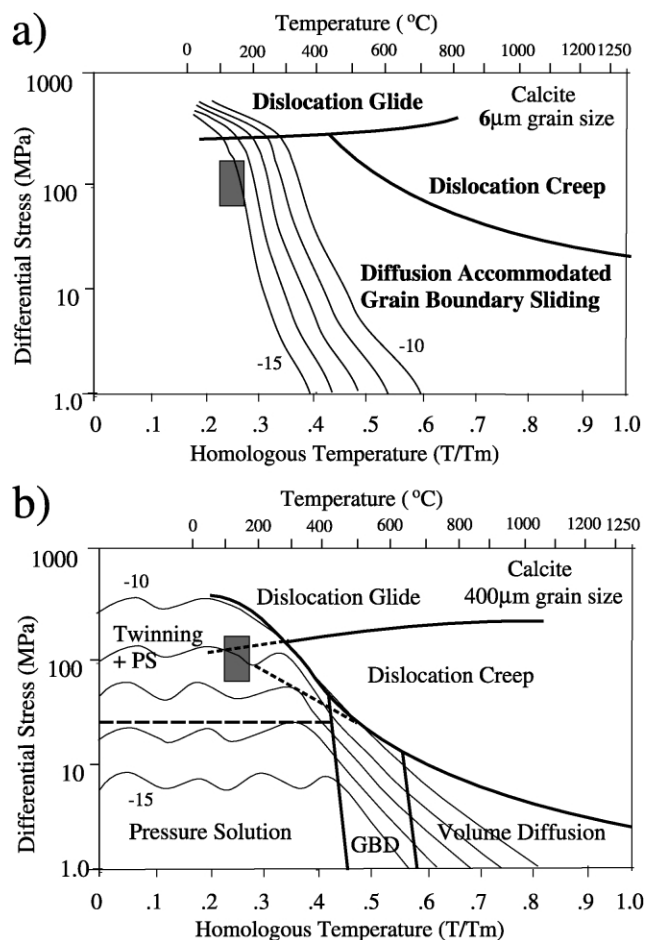 a)
Temperature (°C)
0 100 200 300 400 600 800 1000 1200 1250
1000
100
10
1.0
Differential Stress (MPa)
Dislocation Glide
Calcite
6μm grain size
Dislocation Creep
Diffusion Accommodated
Grain Boundary Sliding
-15
-10
0 .1 .2 .3 .4 .5 .6 .7 .8 .9 1.0
Homologous Temperature (T/Tm)
b)
Temperature (°C)
0 100 200 300 400 600 800 1000 1200 1250
1000
100
10
1.0
Differential Stress (MPa)
-10
Dislocation Glide
Calcite
400μm grain size
Twinning
+ PS
Dislocation Creep
-15
Pressure Solution
GBD
Volume Diffusion
0 .1 .2 .3 .4 .5 .6 .7 .8 .9 1.0
Homologous Temperature (T/Tm)